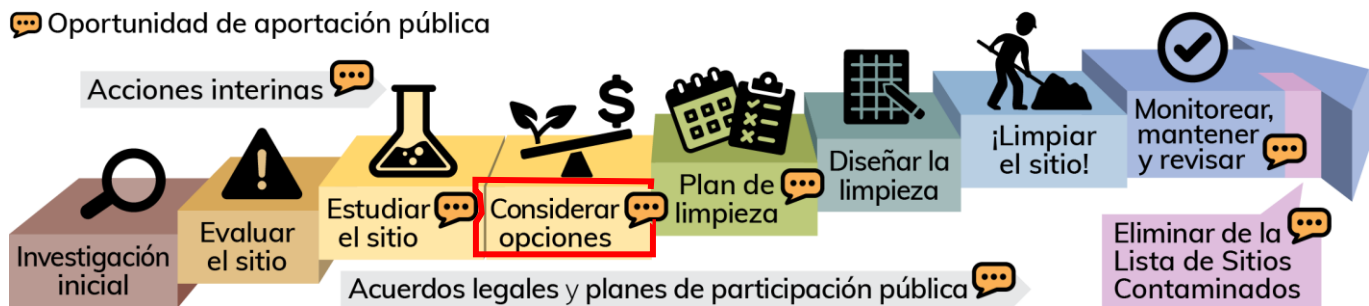 Oportunidad de aportación pública
Acciones interinas
Investigación
inicial
Evaluar
el sitio
Estudiar
el sitio
Considerar
opciones
Plan de
limpieza
Diseñar la
limpieza
¡Limpiar
el sitio!
Monitorear,
mantener
y revisar
Eliminar de la
Lista de Sitios
Contaminados
Acuerdos legales y planes de participación pública